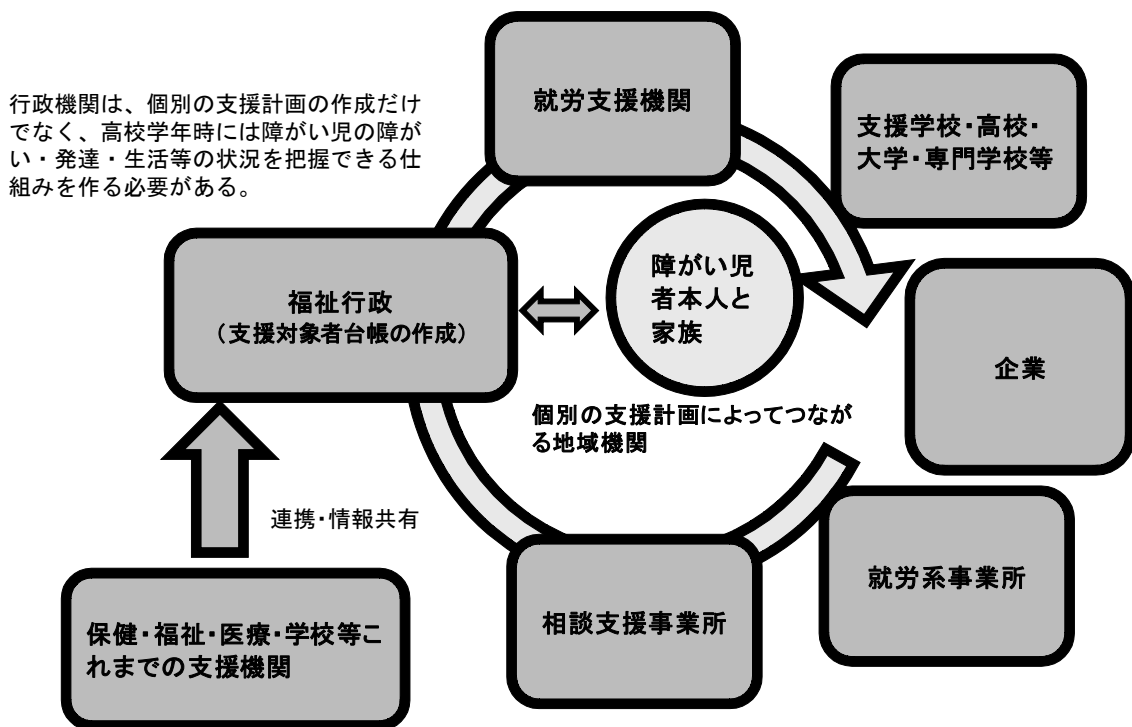 行政機関は、個別の支援計画の作成だけ
でなく、高校学年時には障がい児の障が
い・発達・生活等の状況を把握できる仕
組みを作る必要がある。
就労支援機関
支援学校・高校・
大学・専門学校等
福祉行政
（支援対象者台帳の作成）
障がい児
者本人と
家族
企業
個別の支援計画によってつなが
る地域機関
連携・情報共有
就労系事業所
相談支援事業所
保健・福祉・医療・学校等こ
れまでの支援機関